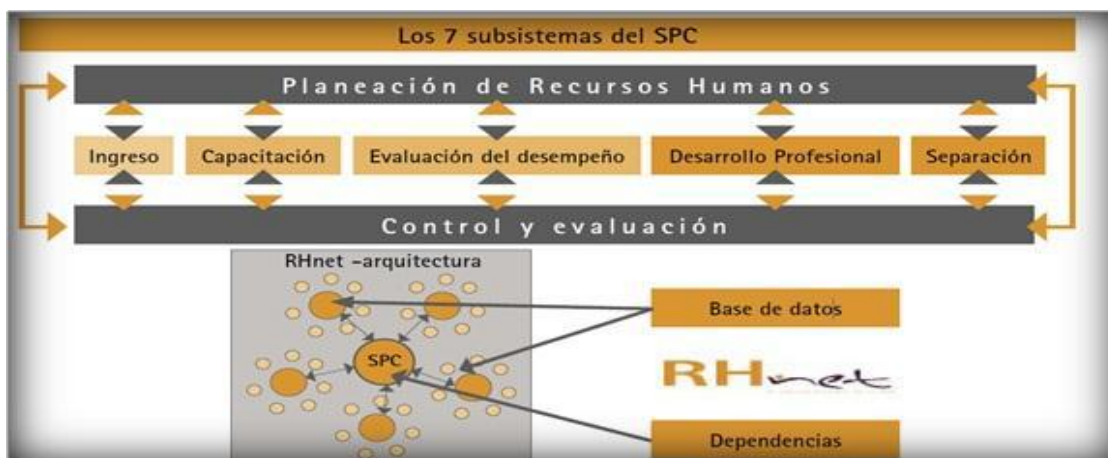 Los 7 subsistemas del SPC
Planeación de Recursos Humanos
Ingreso
Capacitación
Evaluación del desempeño
Desarrollo Profesional
Separación
Control y evaluación
RHnet -arquitectura
SPC
Base de datos
RHnet
Dependencias